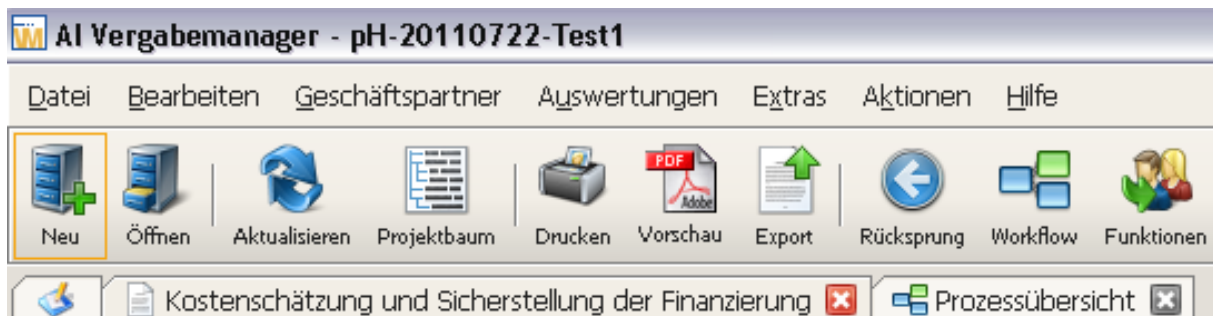 AI Vergabemanager - pH-20110722-Test1
Datei Bearbeiten Geschäftspartner Auswertungen Extras Aktionen Hilfe
PDF
Adobe
Neu Öffnen Aktualisieren Projektbaum Drucken Vorschau Export Rücksprung Workflow Funktionen
Kostenschätzung und Sicherstellung der Finanzierung Prozessübersicht